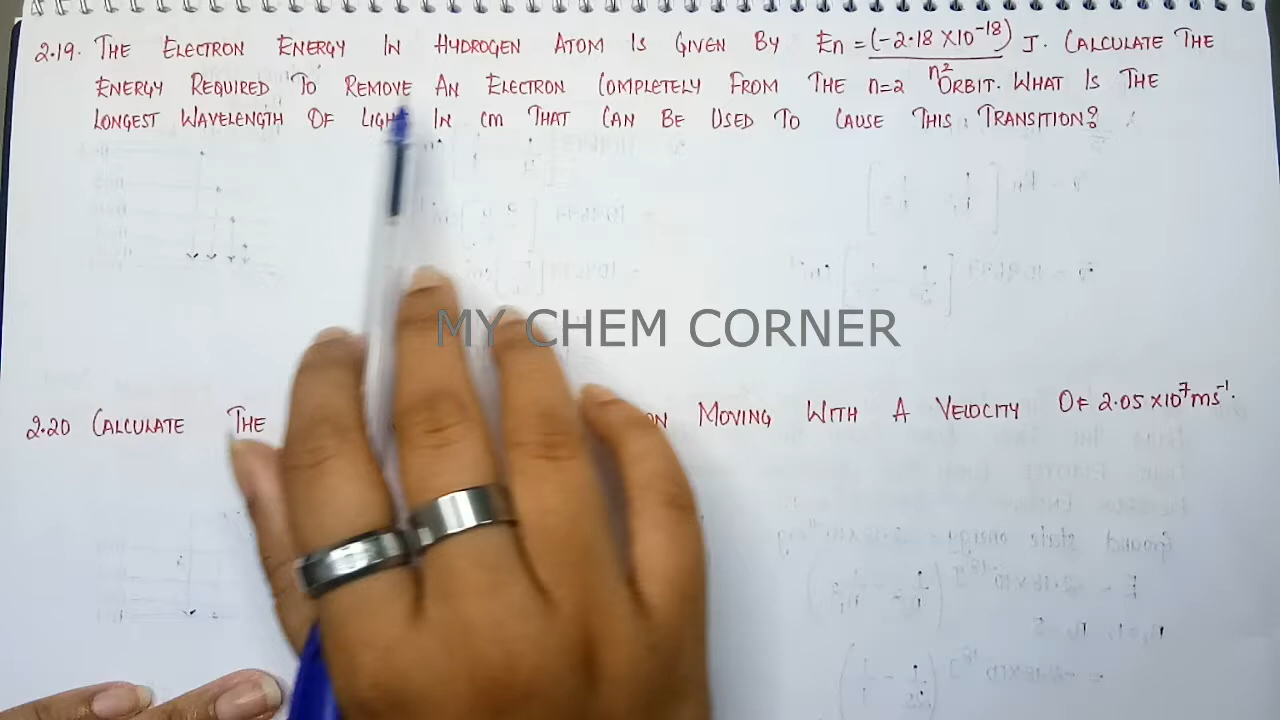 2.19. THE ELECTRON ENERGY IN HYDROGEN ATOM IS GIVEN BY En = (-2.18 X10⁻¹⁸) / n² J. CALCULATE THE
ENERGY REQUIRED TO REMOVE AN ELECTRON COMPLETELY FROM THE n=2 ORBIT. WHAT IS THE
LONGEST WAVELENGTH OF LIGHT IN cm THAT CAN BE USED TO CAUSE THIS TRANSITION?
MY CHEM CORNER
2.20 CALCULATE THE MOVING WITH A VELOCITY OF 2.05 X10⁷ ms⁻¹.